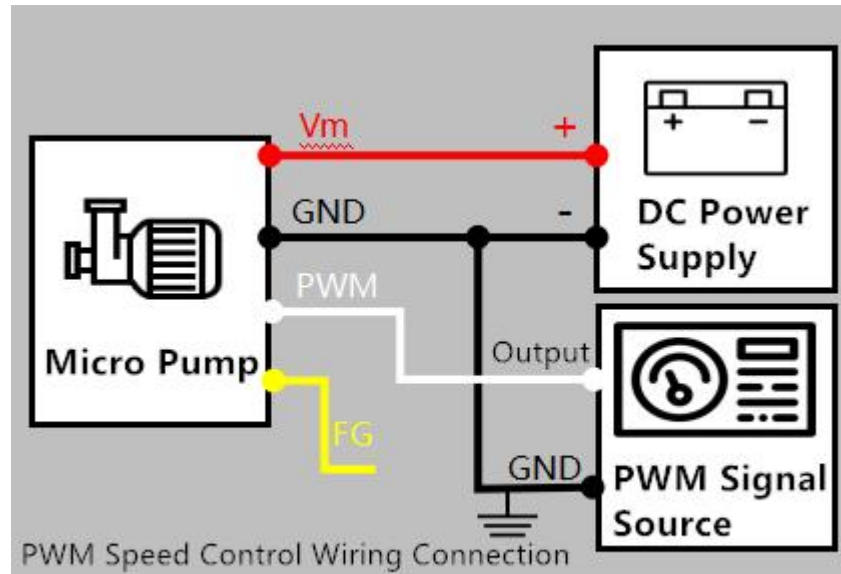 Vm +
+ -
GND -
DC Power
Supply
PWM
Micro Pump
Output
FG
GND
PWM Signal
Source
PWM Speed Control Wiring Connection